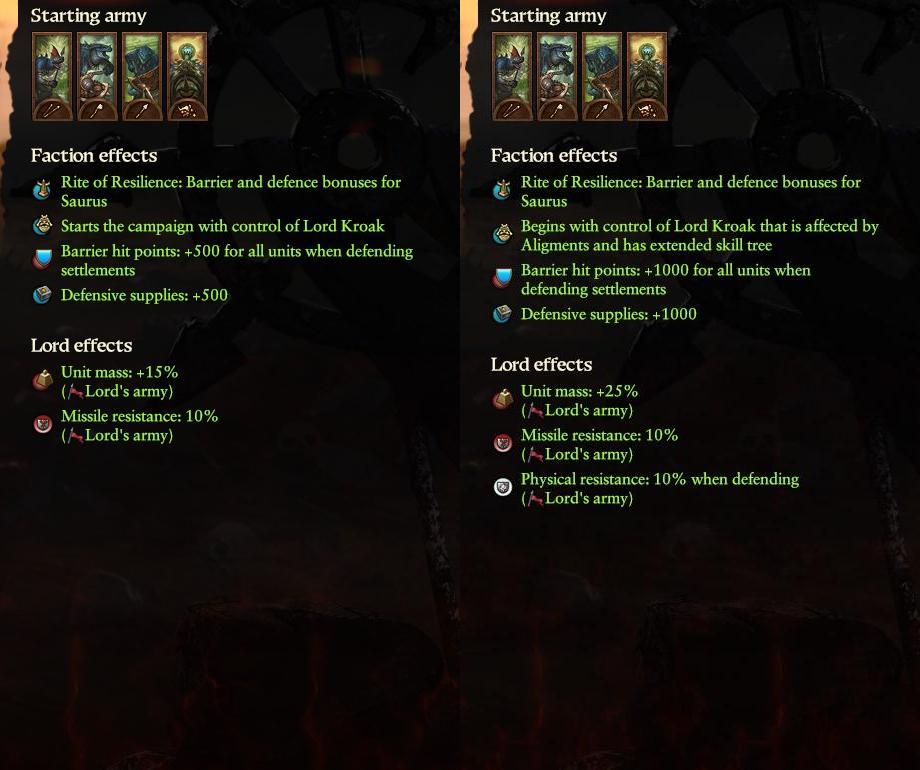 Starting army
Faction effects
Rite of Resilience: Barrier and defence bonuses for
Saurus
Starts the campaign with control of Lord Kroak
Barrier hit points: +500 for all units when defending
settlements
Defensive supplies: +500
Lord effects
Unit mass: +15%
(Lord's army)
Missile resistance: 10%
(Lord's army)
Starting army
Faction effects
Rite of Resilience: Barrier and defence bonuses for
Saurus
Begins with control of Lord Kroak that is affected by
Aligments and has extended skill tree
Barrier hit points: +1000 for all units when
defending settlements
Defensive supplies: +1000
Lord effects
Unit mass: +25%
(Lord's army)
Missile resistance: 10%
(Lord's army)
Physical resistance: 10% when defending
(Lord's army)